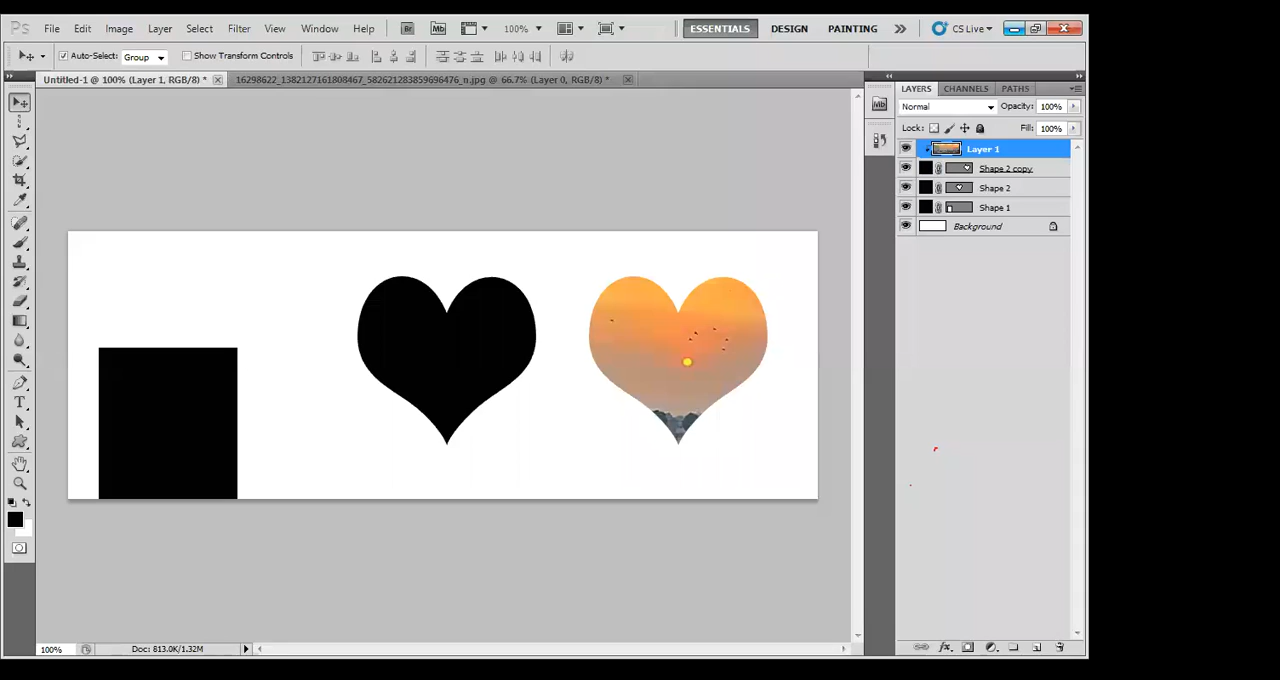 Ps File Edit Image Layer Select Filter View Window Help Br Mb 100% ESSENTIALS DESIGN PAINTING CS Live
Auto-Select: Group Show Transform Controls
Untitled-1 @ 100% (Layer 1, RGB/8) * 16298622_1382127161808467_582621283859696476_n.jpg @ 66.7% (Layer 0, RGB/8) *
LAYERS CHANNELS PATHS
Mb
Normal Opacity: 100%
Lock: Fill: 100%
Layer 1
Shape 2 copy
Shape 2
Shape 1
Background
T
100% Doc: 813.0K/1.32M
fx